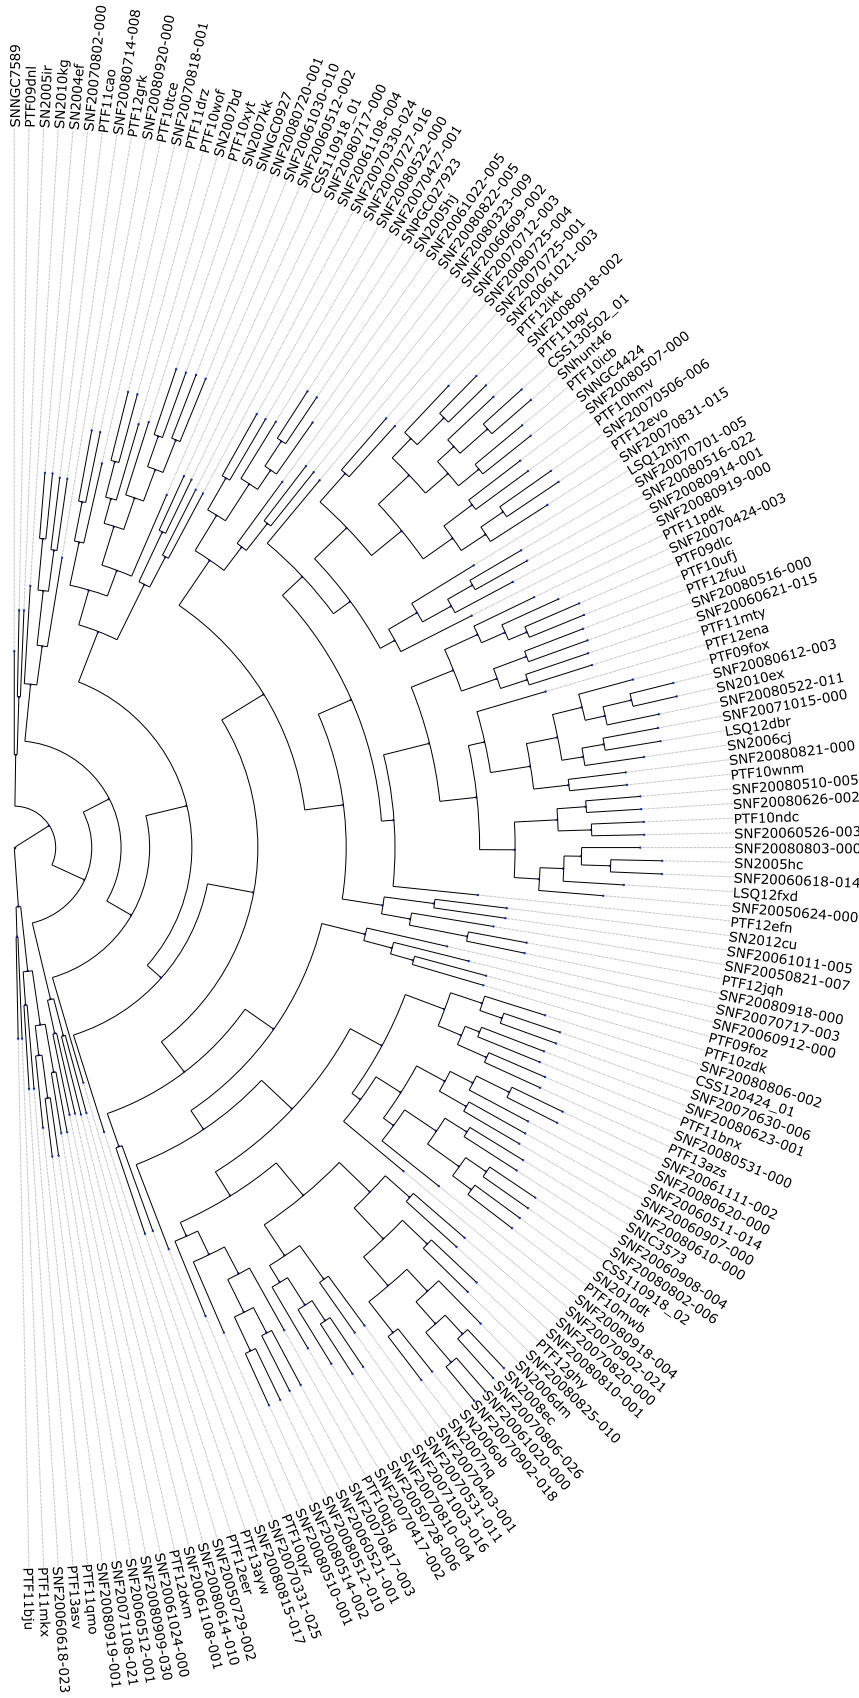 SNNGC7589
PTF09dnl
SN2005ir
SN2010kg
SN2004ef
SNF20070802-000
PTF11cao
SNF20080714-008
PTF12grk
SNF20080920-000
PTF10tce
SNF20070818-001
PTF11drz
PTF10wof
SN2007bd
PTF10xyt
SN2007kk
SNNGC0927
SNF20080720-001
SNF20061030-010
SNF20060512-002
CSS110918_01
SNF20080717-000
SNF20061108-004
SNF20070330-024
SNF20070727-016
SNF20080522-000
SNF20070427-001
SNPGC027923
SN2005hj
SNF20061022-005
SNF20080822-005
SNF20080323-009
SNF20060609-002
SNF20070712-003
SNF20080725-004
SNF20070725-001
SNF20061021-003
PTF12ikt
SNF20080918-002
PTF11bgv
CSS130502_01
SNhunt46
PTF10icb
SNNGC4424
SNF20080507-000
PTF10hmv
SNF20070506-006
PTF12evo
SNF20070831-015
LSQ12hjm
SNF20070701-005
SNF20080516-022
SNF20080914-001
SNF20080919-000
PTF11pdk
SNF20070424-003
PTF09dlc
PTF10ufj
PTF12fuu
SNF20080516-000
SNF20060621-015
PTF11mty
PTF12ena
PTF09fox
SNF20080612-003
SN2010ex
SNF20080522-011
SNF20071015-000
LSQ12dbr
SN2006cj
SNF20080821-000
PTF10wnm
SNF20080510-005
SNF20080626-002
PTF10ndc
SNF20060526-003
SNF20080803-000
SN2005hc
SNF20060618-014
LSQ12fxd
SNF20050624-000
PTF12efn
SN2012cu
SNF20061011-005
SNF20050821-007
PTF12jqh
SNF20080918-000
SNF20070717-003
SNF20060912-000
PTF09foz
PTF10zdk
SNF20080806-002
CSS120424_01
SNF20070630-006
SNF20080623-001
PTF11bnx
SNF20080531-000
PTF13azs
SNF20061111-002
SNF20080620-000
SNF20060511-014
SNF20060907-000
SNF20080610-000
SNIC3573
SNF20060908-004
SNF20080802-006
CSS110918_02
SN2010dt
PTF10mwb
SNF20080918-004
SNF20070902-021
SNF20070820-000
SNF20080810-001
PTF12ghy
SNF20080825-010
SN2006dm
SN2008ec
SNF20070806-026
SNF20061020-000
SNF20070902-018
SN2006ob
SN2007nq
SNF20070403-001
SNF20070531-011
SNF20071003-016
SNF20070810-004
SNF20050728-006
SNF20070417-002
PTF10qjq
SNF20070817-003
SNF20060521-001
SNF20080512-010
SNF20080514-002
SNF20080510-001
PTF10qyz
SNF20070331-025
SNF20080815-017
PTF13ayw
PTF12eer
SNF20050729-002
SNF20080614-010
SNF20061108-001
PTF12dxm
SNF20061024-000
SNF20080909-030
SNF20060512-001
SNF20071108-021
SNF20080919-001
PTF11qmo
PTF13asv
SNF20060618-023
PTF11mkx
PTF11bju